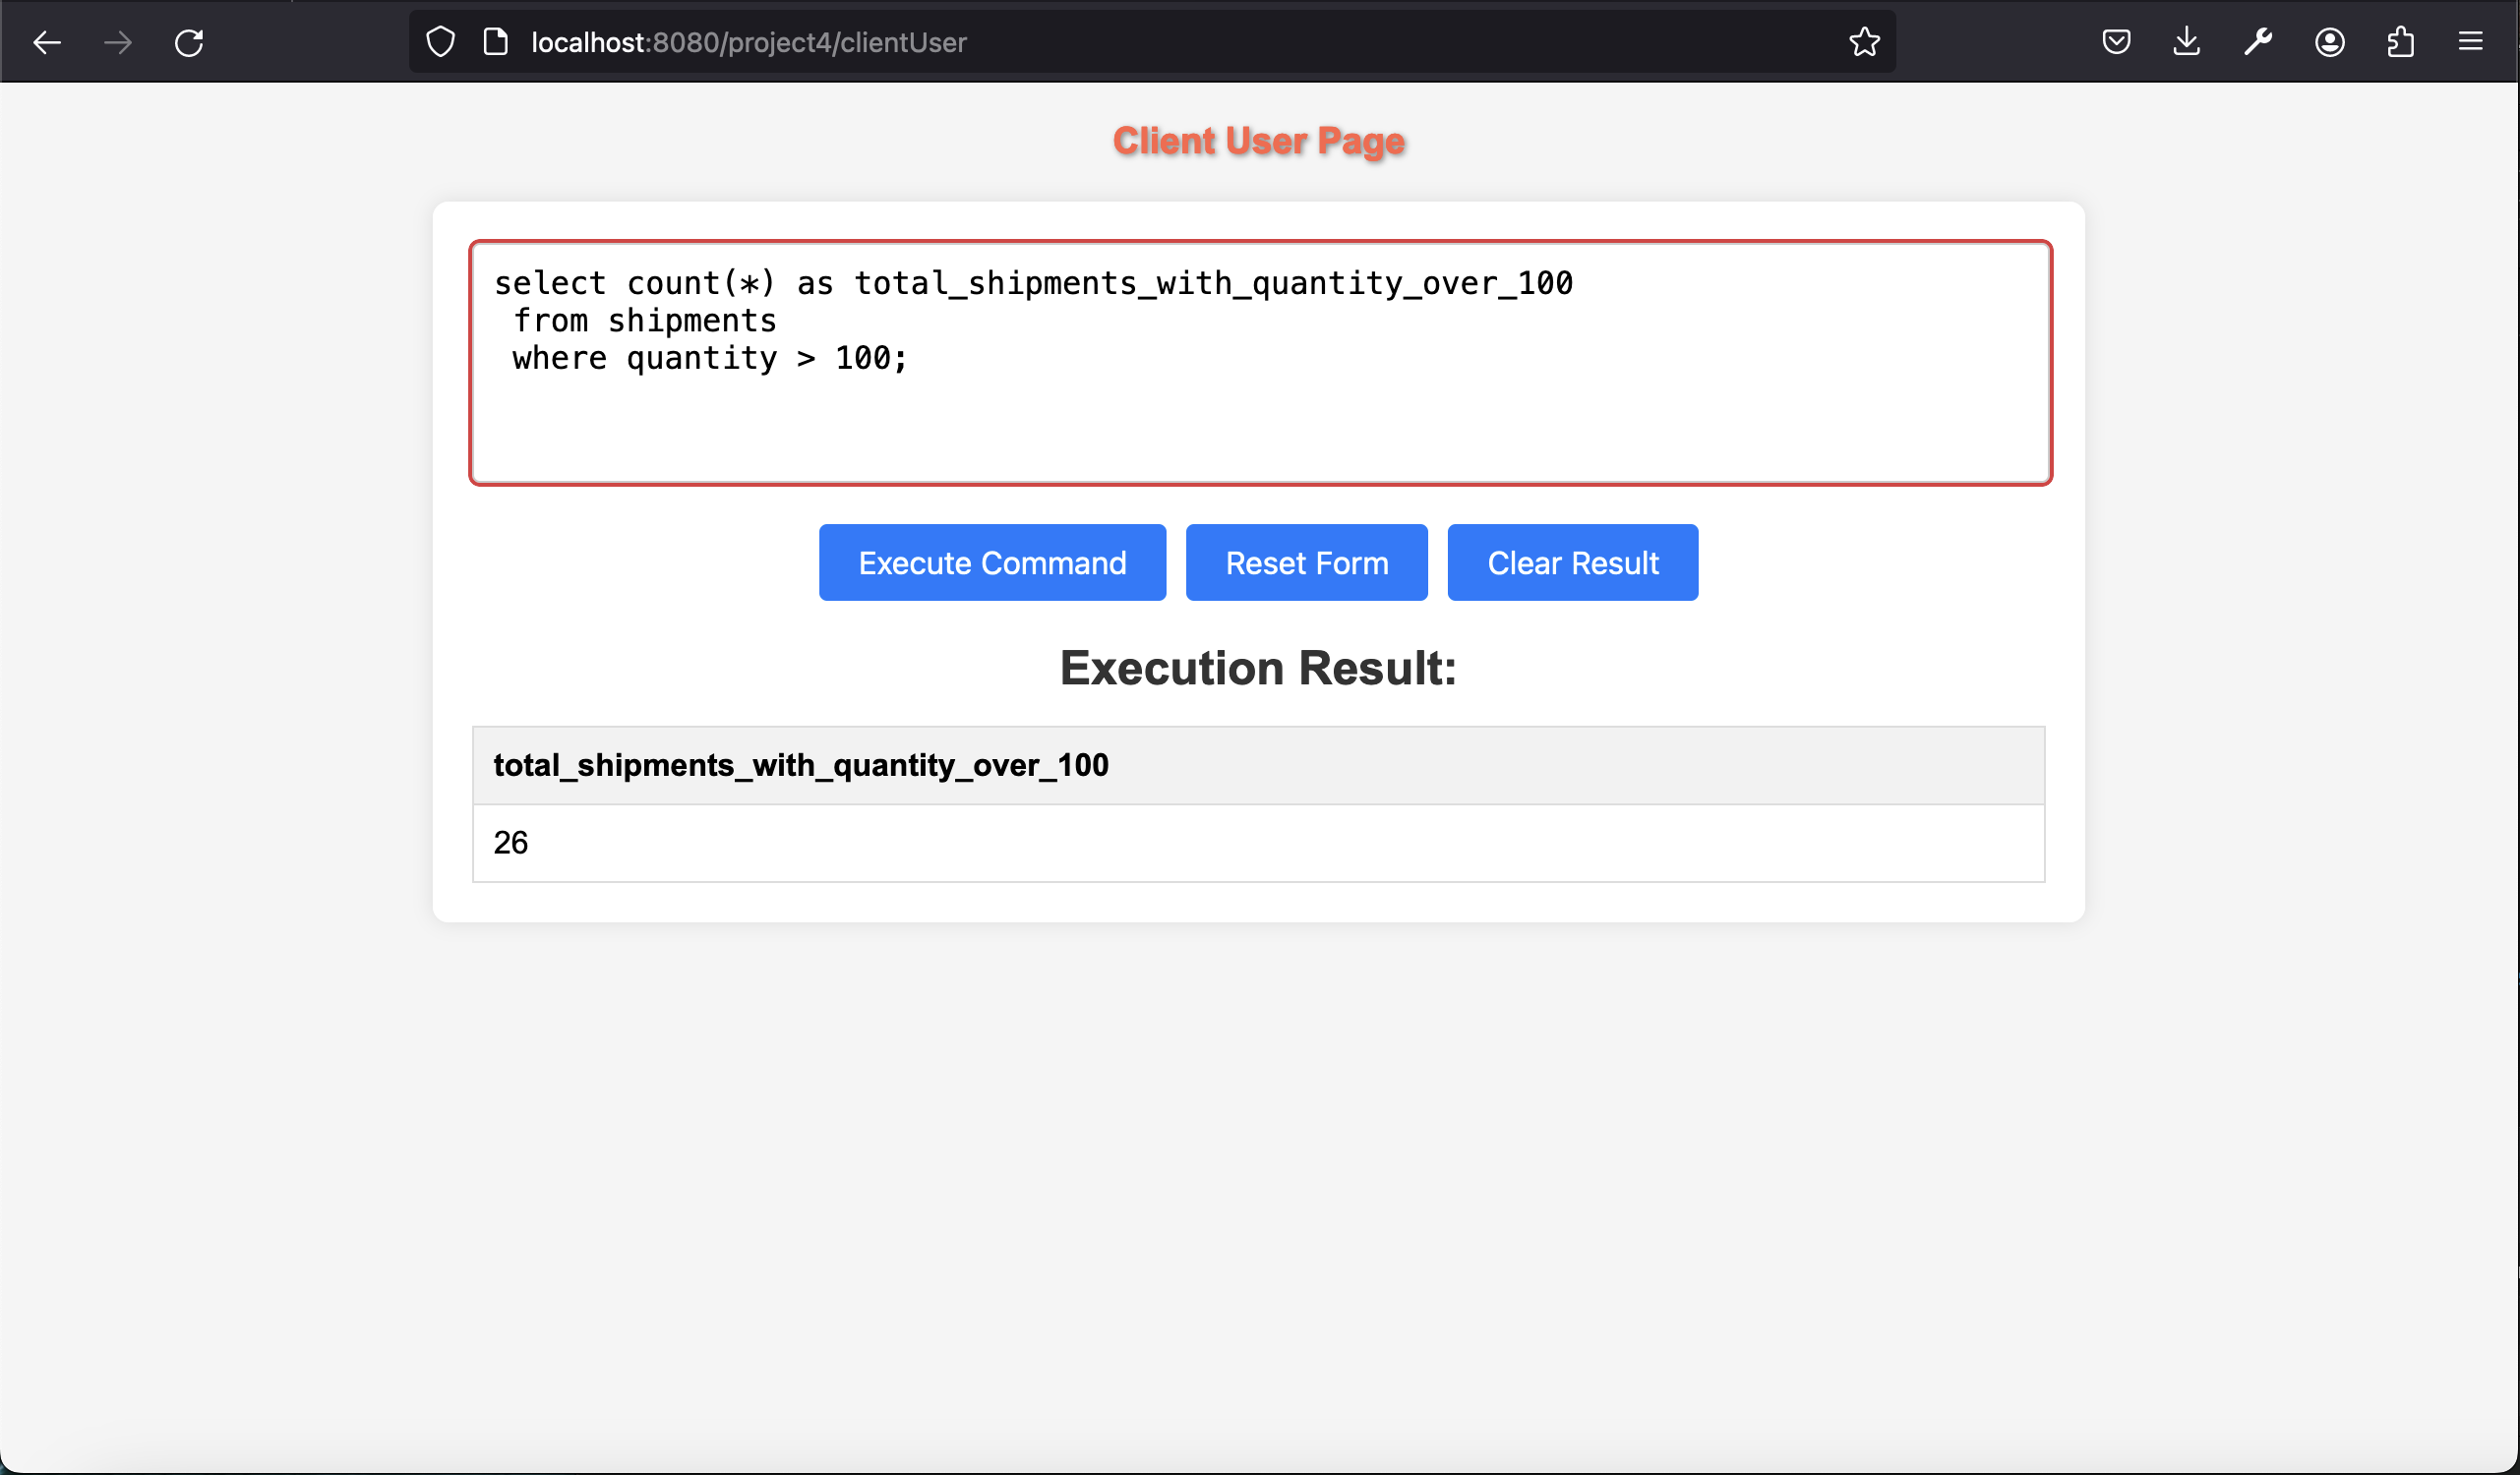 localhost:8080/project4/clientUser
Client User Page
select count(*) as total_shipments_with_quantity_over_100
from shipments
where quantity > 100;
Execute Command
Reset Form
Clear Result
Execution Result:
total_shipments_with_quantity_over_100
26